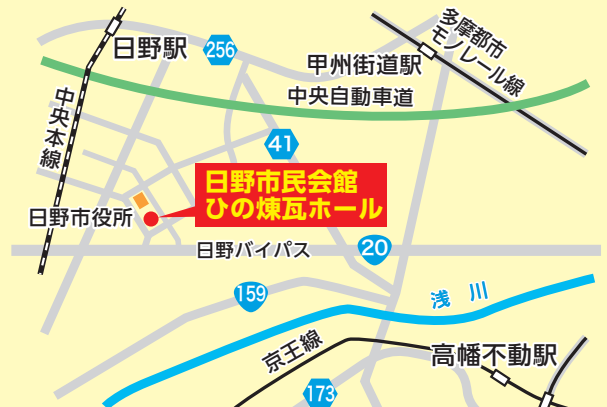 日野駅
256
多摩都市
モノレール線
甲州街道駅
中央自動車道
中央本線
41
日野市民会館
ひの煉瓦ホール
日野市役所
日野バイパス
20
159
浅川
京王線
高幡不動駅
173